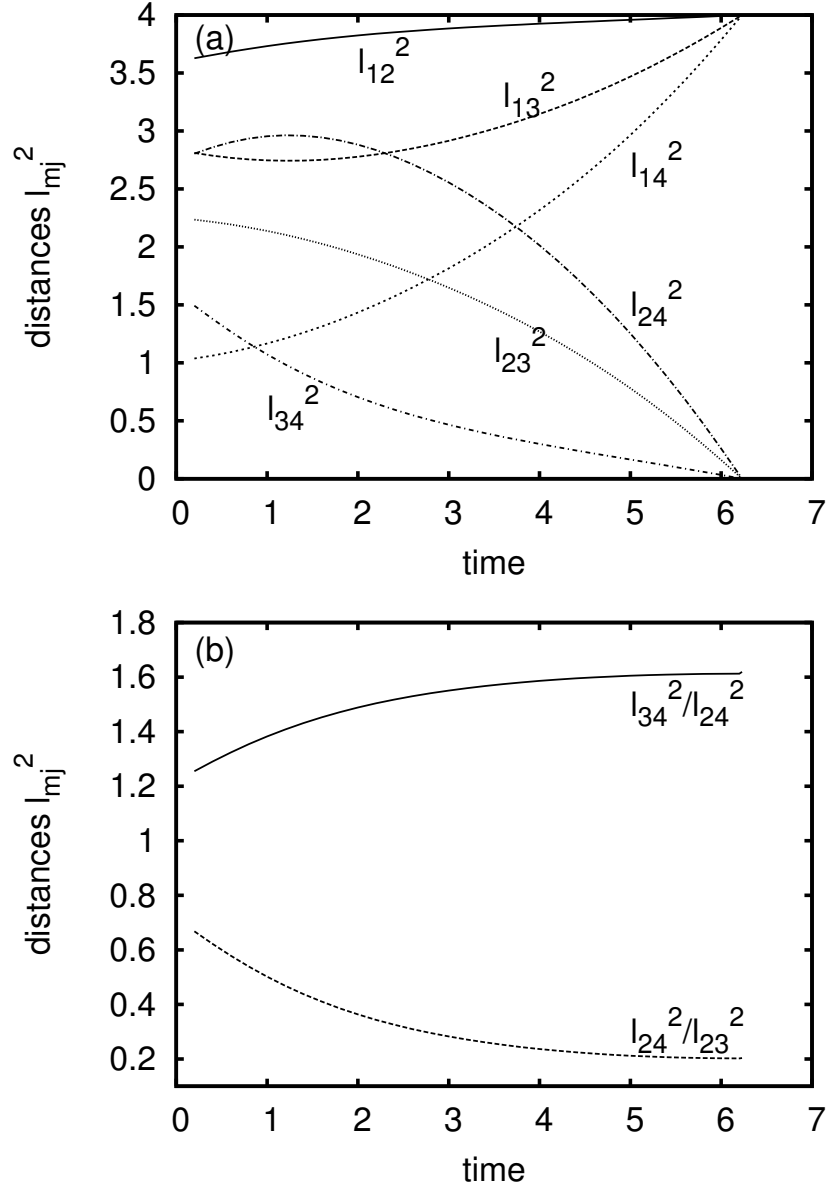 (a)
4
3.5
3
2.5
2
1.5
1
0.5
0
distances l_mj^2
l_12^2
l_13^2
l_14^2
l_24^2
l_23^2
l_34^2
0 1 2 3 4 5 6 7
time
(b)
1.8
1.6
1.4
1.2
1
0.8
0.6
0.4
0.2
distances l_mj^2
l_34^2/l_24^2
l_24^2/l_23^2
0 1 2 3 4 5 6 7
time